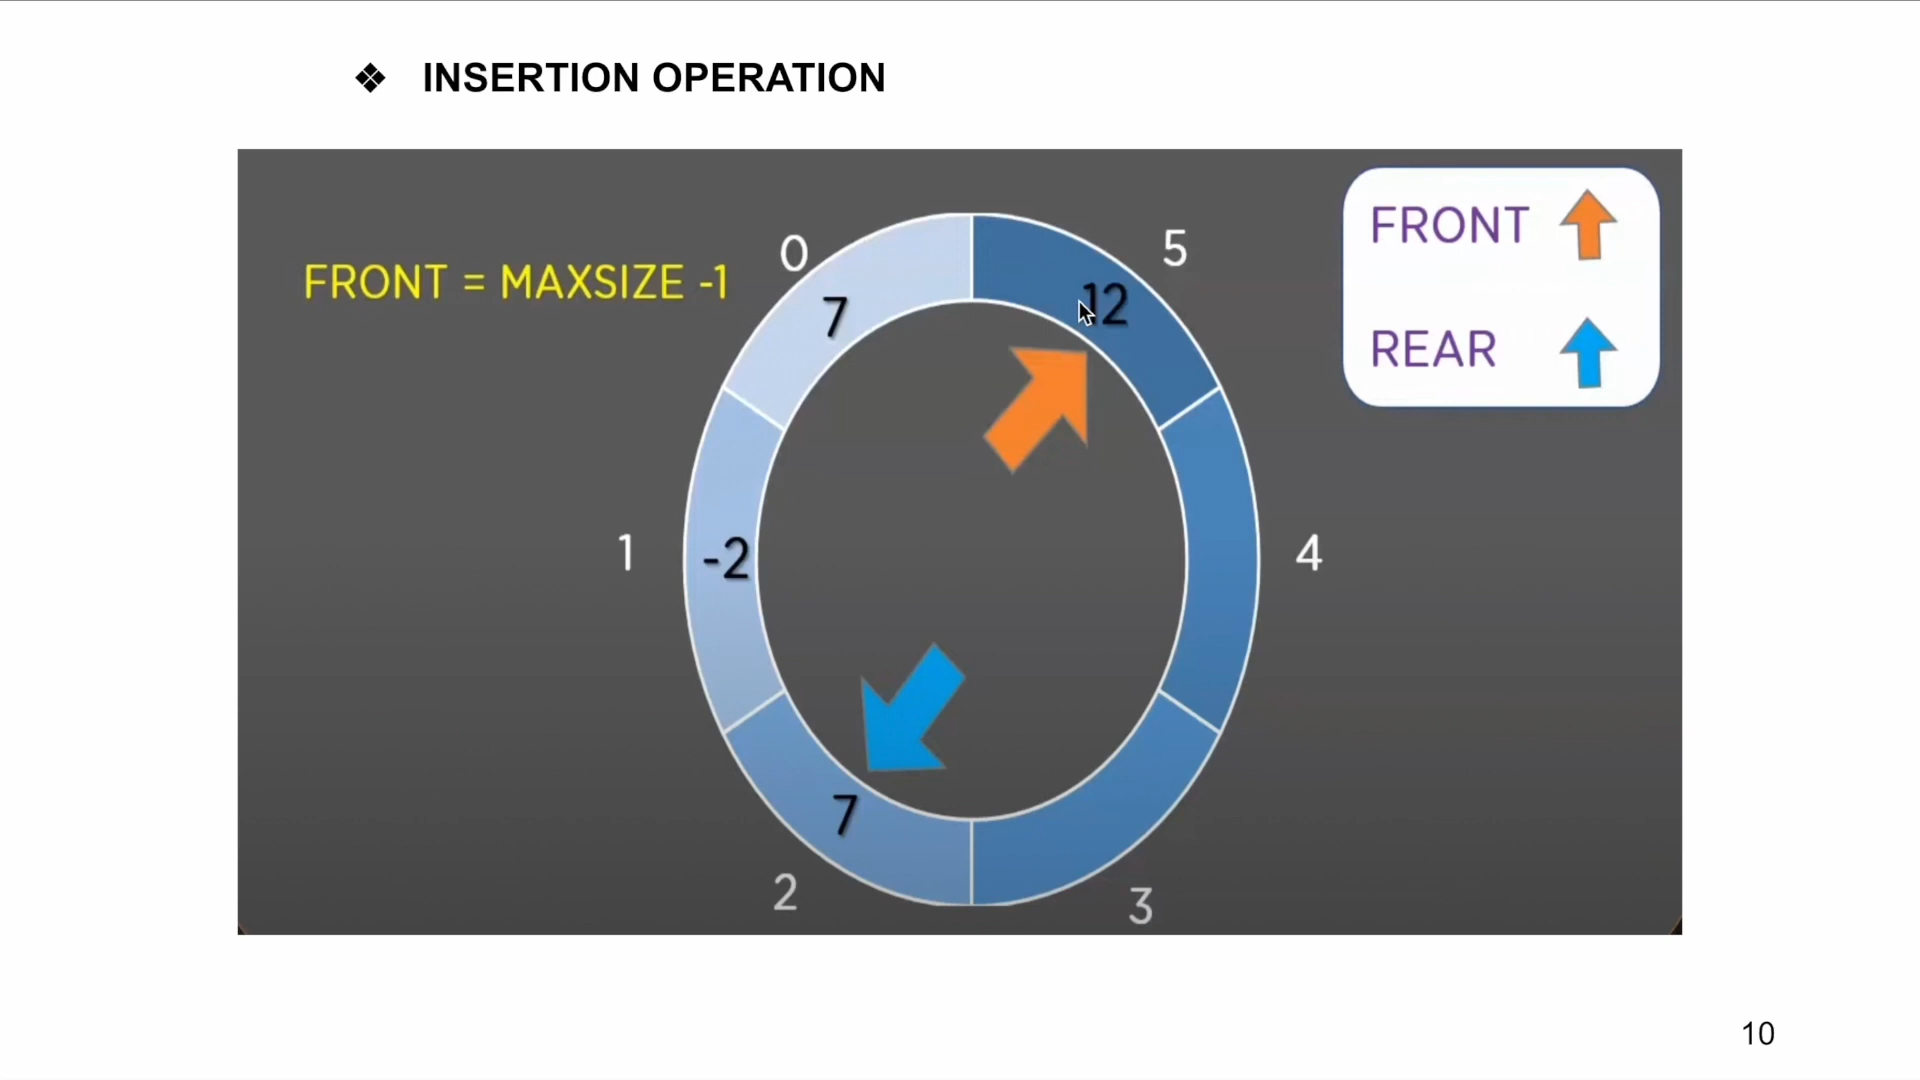 ❖ INSERTION OPERATION
FRONT = MAXSIZE -1
FRONT
REAR
0
5
7
12
1
-2
4
7
2
3
10